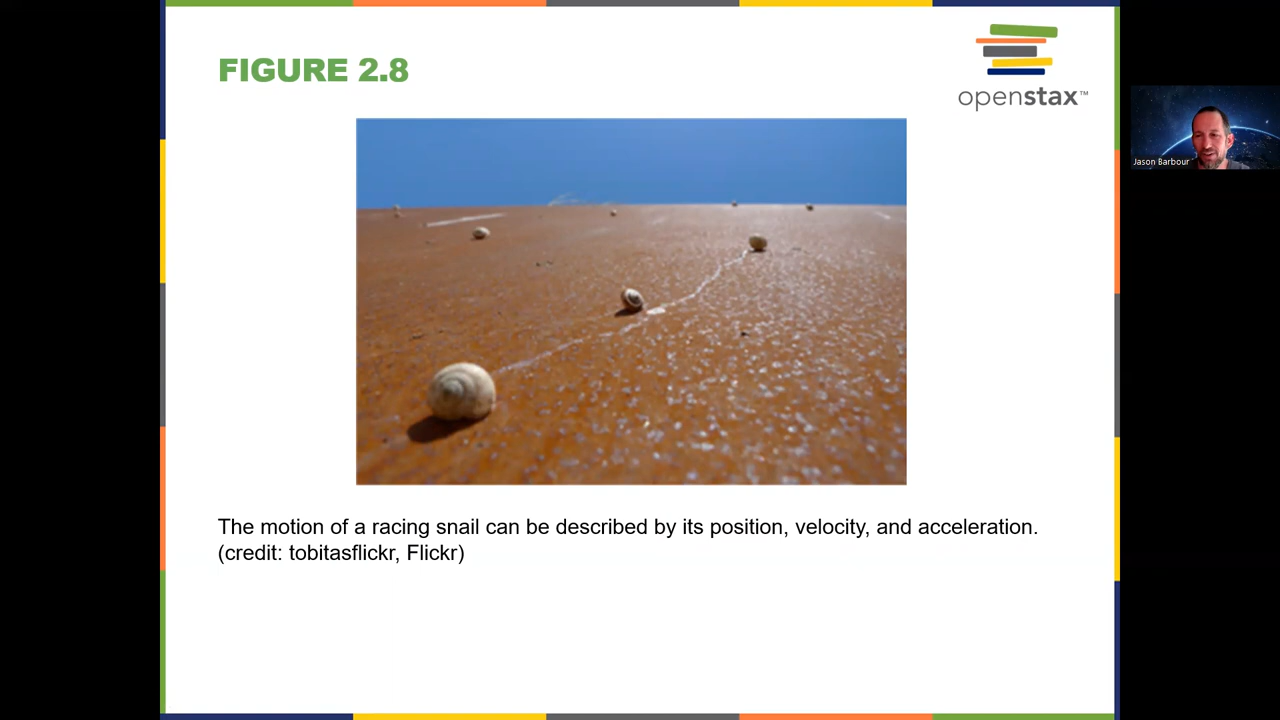 FIGURE 2.8
openstax™
Jason Barbour
The motion of a racing snail can be described by its position, velocity, and acceleration.
(credit: tobitasflickr, Flickr)